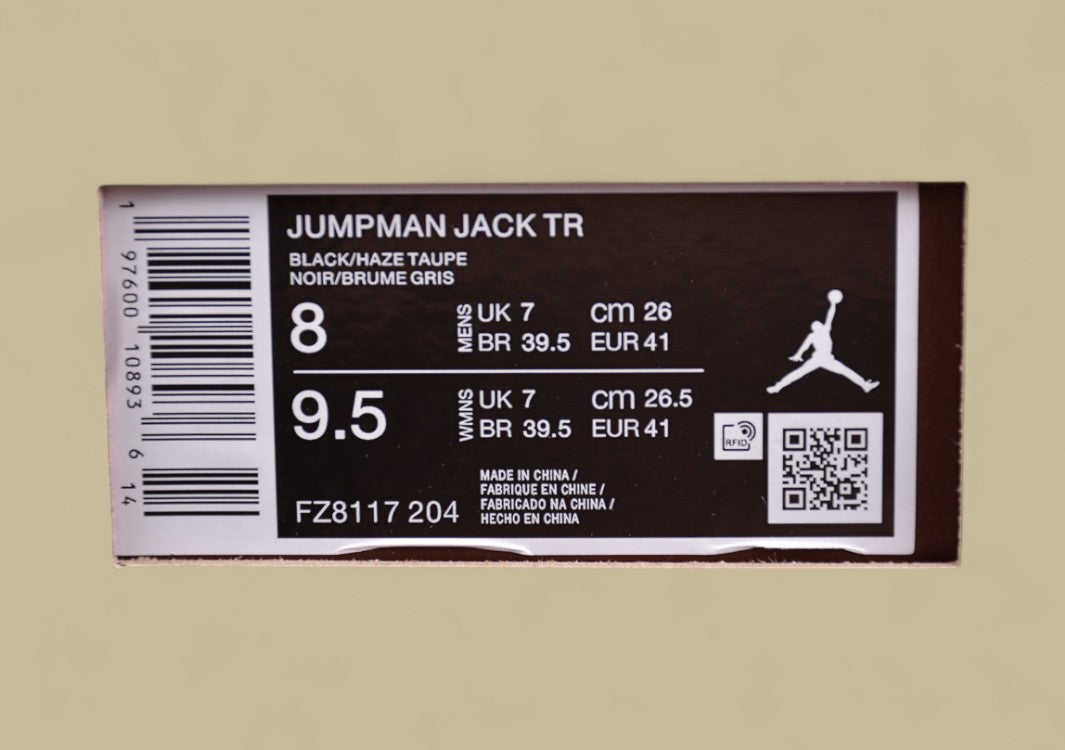 1 97600 10893 6 14
JUMPMAN JACK TR
BLACK/HAZE TAUPE
NOIR/BRUME GRIS
8 MENS UK 7 cm 26
BR 39.5 EUR 41
9.5 WMNS UK 7 cm 26.5
BR 39.5 EUR 41
RFID
MADE IN CHINA /
FABRIQUE EN CHINE /
FABRICADO NA CHINA /
HECHO EN CHINA
FZ8117 204